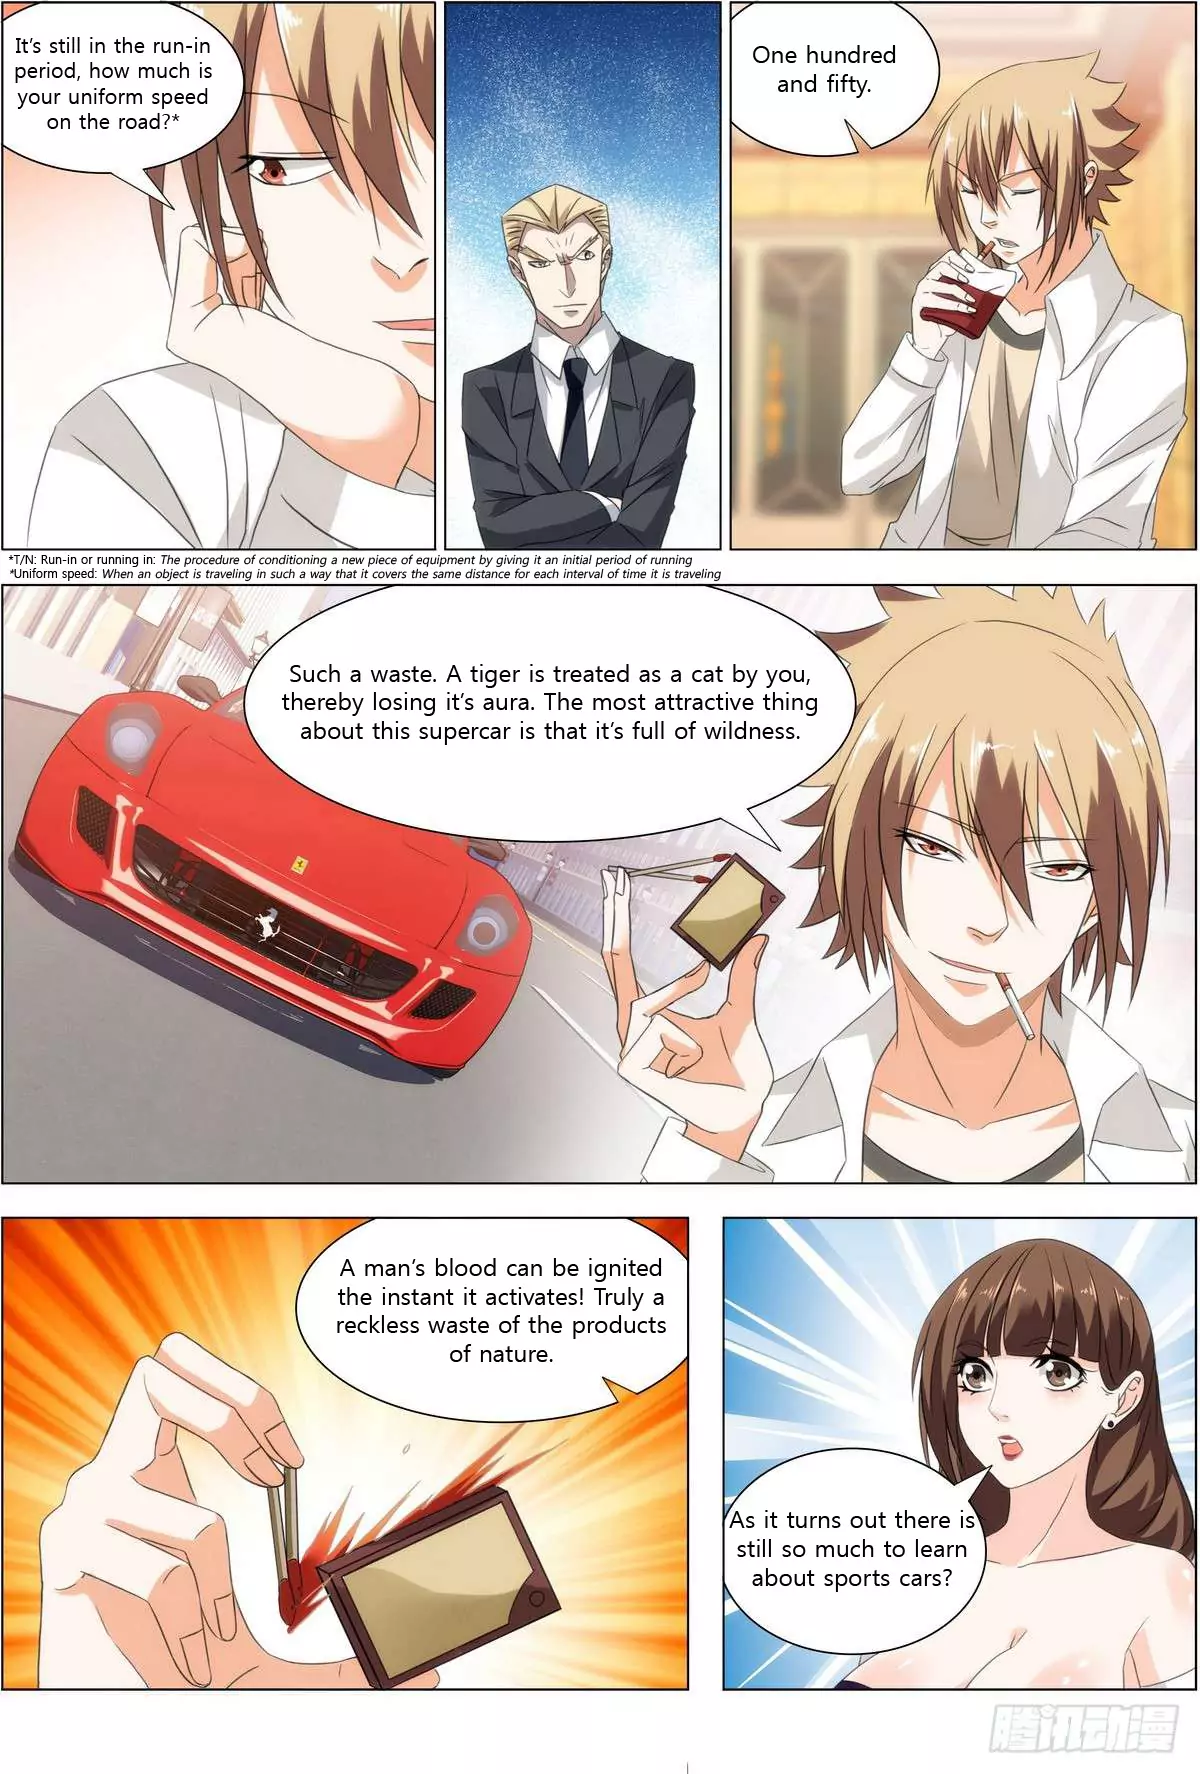 It's still in the run-in
period, how much is
your uniform speed
on the road?*
One hundred
and fifty.
*T/N: Run-in or running in: The procedure of conditioning a new piece of equipment by giving it an initial period of running
*Uniform speed: When an object is traveling in such a way that it covers the same distance for each interval of time it is traveling
Such a waste. A tiger is treated as a cat by you,
thereby losing it's aura. The most attractive thing
about this supercar is that it's full of wildness.
A man's blood can be ignited
the instant it activates! Truly a
reckless waste of the products
of nature.
As it turns out there is
still so much to learn
about sports cars?
腾讯动漫